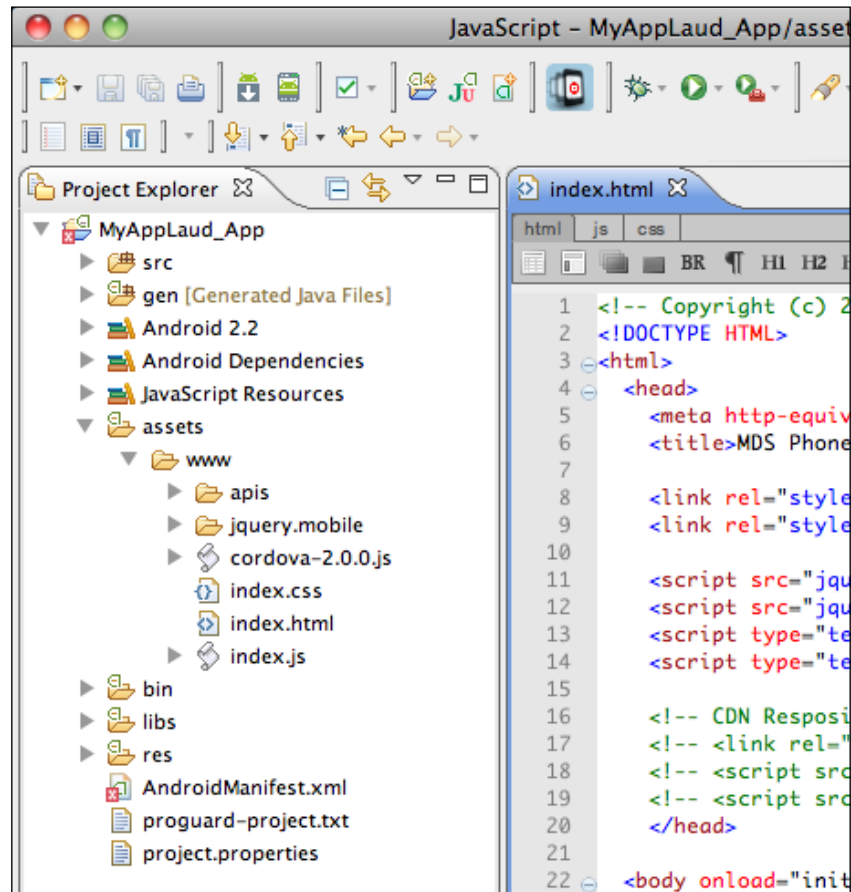 JavaScript – MyAppLaud_App/asset
Project Explorer
MyAppLaud_App
src
gen [Generated Java Files]
Android 2.2
Android Dependencies
JavaScript Resources
assets
www
apis
jquery.mobile
cordova-2.0.0.js
index.css
index.html
index.js
bin
libs
res
AndroidManifest.xml
proguard-project.txt
project.properties
index.html
html js css
BR ¶ H1 H2
1 <!-- Copyright (c) 2
2 <!DOCTYPE HTML>
3 <html>
4 <head>
5 <meta http-equiv
6 <title>MDS Phone
7
8 <link rel="style
9 <link rel="style
10
11 <script src="jqu
12 <script src="jqu
13 <script type="te
14 <script type="te
15
16 <!-- CDN Resposi
17 <!-- <link rel="
18 <!-- <script src
19 <!-- <script src
20 </head>
21
22 <body onload="init